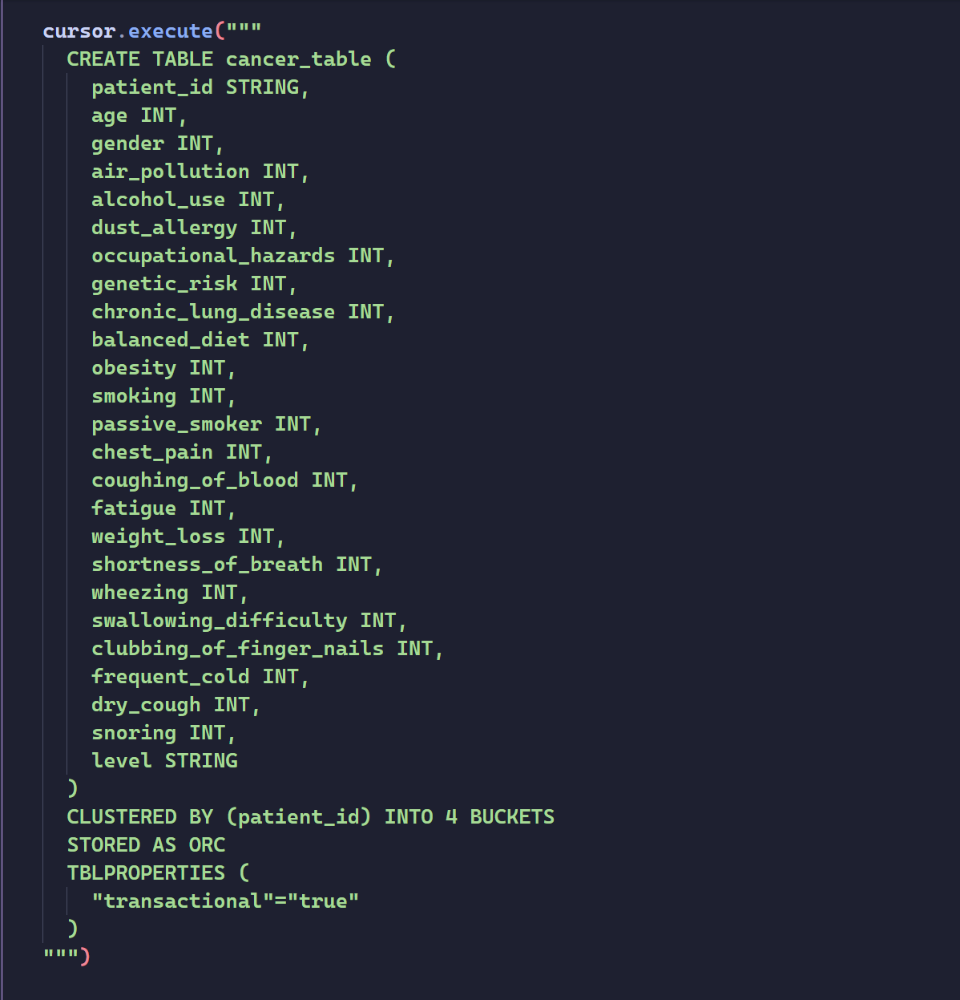 cursor.execute("""
CREATE TABLE cancer_table (
patient_id STRING,
age INT,
gender INT,
air_pollution INT,
alcohol_use INT,
dust_allergy INT,
occupational_hazards INT,
genetic_risk INT,
chronic_lung_disease INT,
balanced_diet INT,
obesity INT,
smoking INT,
passive_smoker INT,
chest_pain INT,
coughing_of_blood INT,
fatigue INT,
weight_loss INT,
shortness_of_breath INT,
wheezing INT,
swallowing_difficulty INT,
clubbing_of_finger_nails INT,
frequent_cold INT,
dry_cough INT,
snoring INT,
level STRING
)
CLUSTERED BY (patient_id) INTO 4 BUCKETS
STORED AS ORC
TBLPROPERTIES (
"transactional"="true"
)
""")